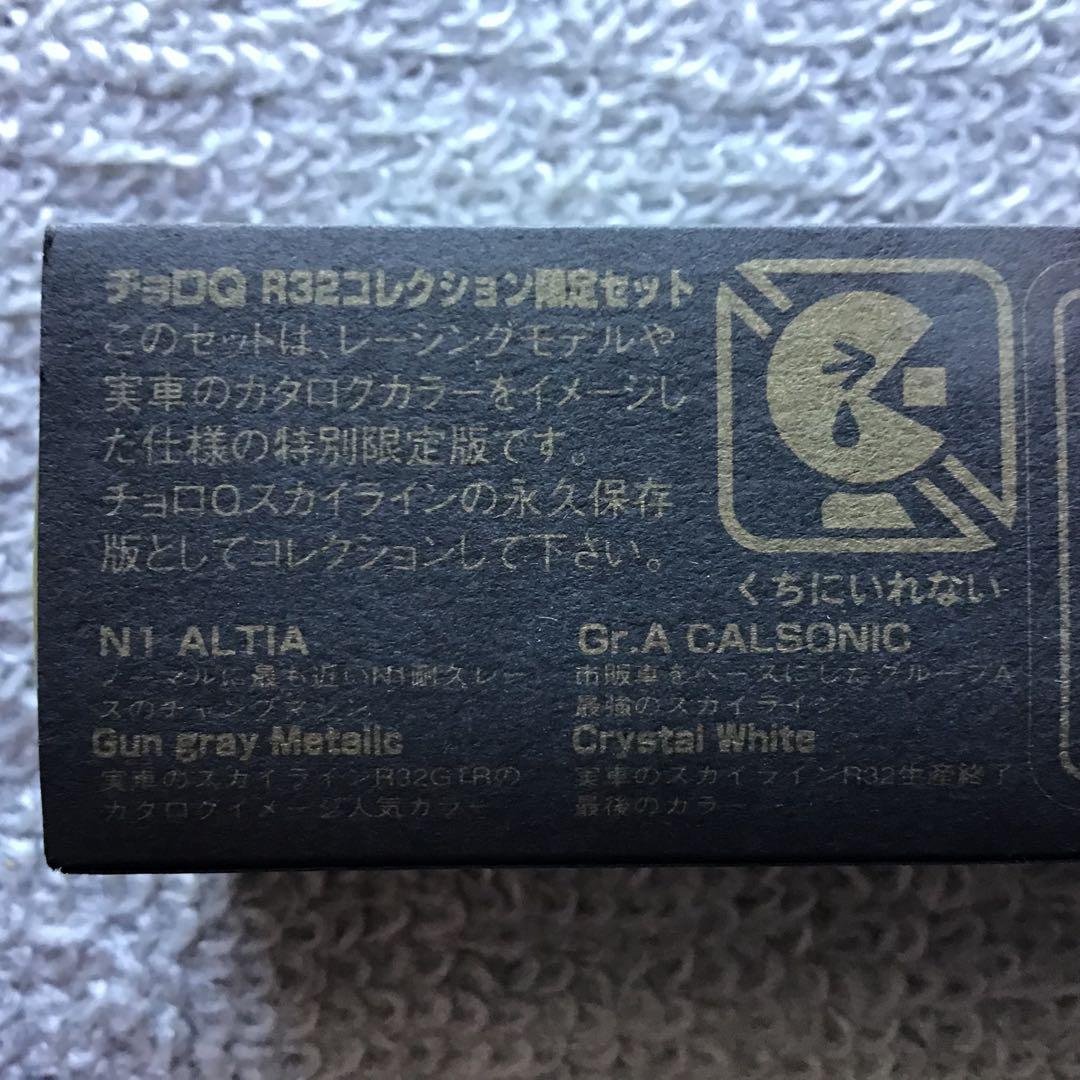 チョロQ R32コレクション限定セット
このセットは、レーシングモデルや
実車のカタログカラーをイメージし
た仕様の特別限定版です。
チョロQスカイラインの永久保存
版としてコレクションして下さい。
くちにいれない
N1 ALTIA
ノーマルに最も近いN1耐久レー
スのチャンプマシン
Gun gray Metallc
実車のスカイラインR32GTRの
カタログイメージ人気カラー
Gr.A CALSONIC
市販車をベースにしたグループA
最強のスカイライン
Crystal White
実車のスカイラインR32生産終了
最後のカラー